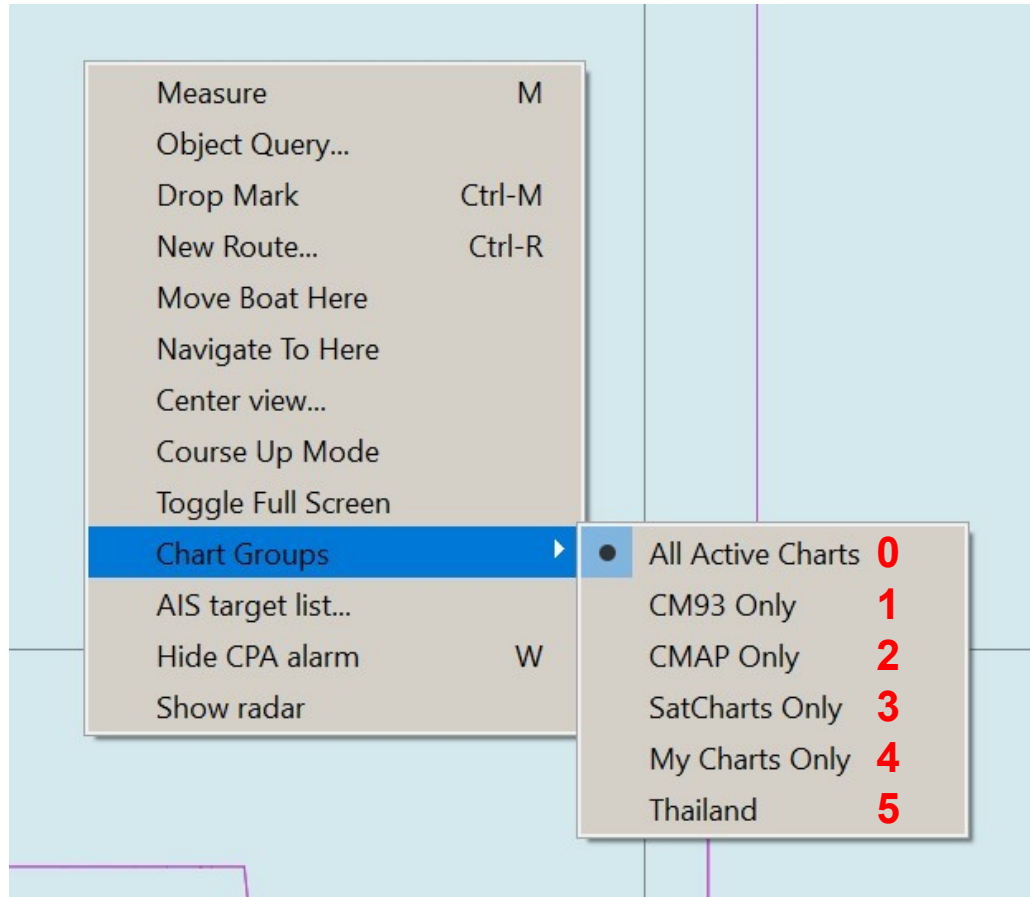 Measure M
Object Query...
Drop Mark Ctrl-M
New Route... Ctrl-R
Move Boat Here
Navigate To Here
Center view...
Course Up Mode
Toggle Full Screen
Chart Groups
AIS target list...
Hide CPA alarm W
Show radar
All Active Charts 0
CM93 Only 1
CMAP Only 2
SatCharts Only 3
My Charts Only 4
Thailand 5